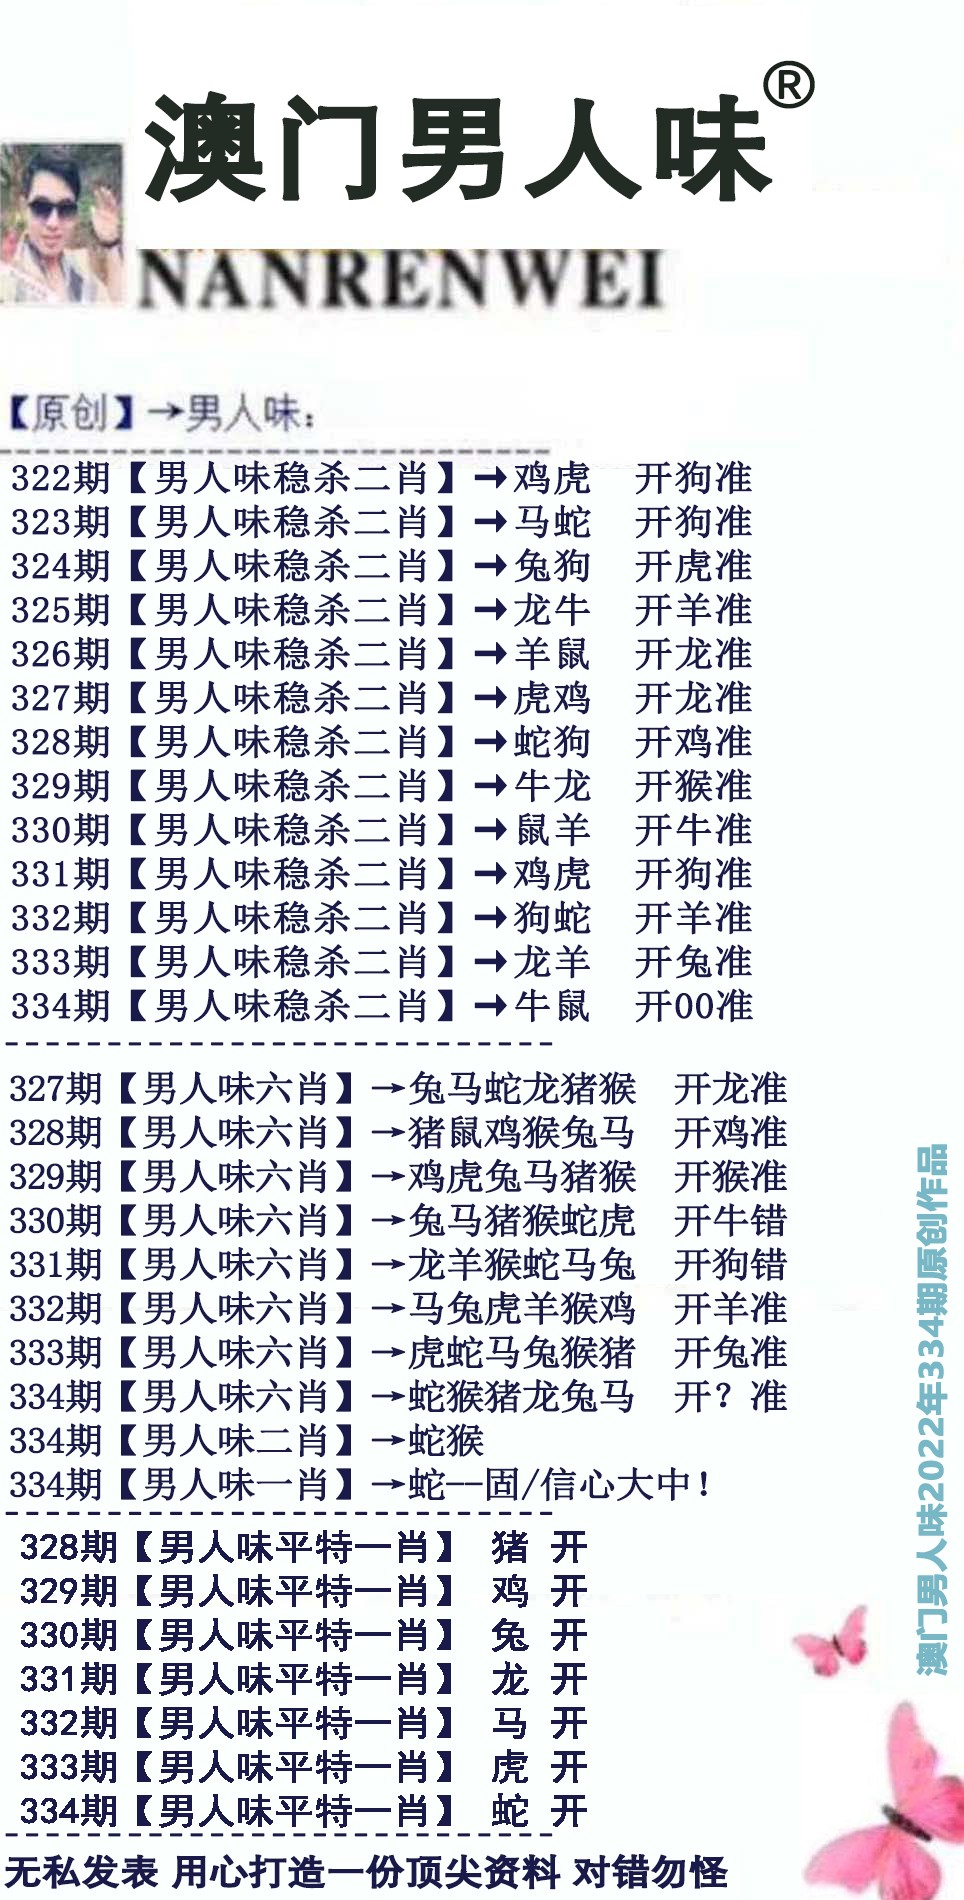 澳门男人味®
NANRENWEI
【原创】→男人味：
322期【男人味稳杀二肖】→鸡虎 开狗准
323期【男人味稳杀二肖】→马蛇 开狗准
324期【男人味稳杀二肖】→兔狗 开虎准
325期【男人味稳杀二肖】→龙牛 开羊准
326期【男人味稳杀二肖】→羊鼠 开龙准
327期【男人味稳杀二肖】→虎鸡 开龙准
328期【男人味稳杀二肖】→蛇狗 开鸡准
329期【男人味稳杀二肖】→牛龙 开猴准
330期【男人味稳杀二肖】→鼠羊 开牛准
331期【男人味稳杀二肖】→鸡虎 开狗准
332期【男人味稳杀二肖】→狗蛇 开羊准
333期【男人味稳杀二肖】→龙羊 开兔准
334期【男人味稳杀二肖】→牛鼠 开00准
327期【男人味六肖】→兔马蛇龙猪猴 开龙准
328期【男人味六肖】→猪鼠鸡猴兔马 开鸡准
329期【男人味六肖】→鸡虎兔马猪猴 开猴准
330期【男人味六肖】→兔马猪猴蛇虎 开牛错
331期【男人味六肖】→龙羊猴蛇马兔 开狗错
332期【男人味六肖】→马兔虎羊猴鸡 开羊准
333期【男人味六肖】→虎蛇马兔猴猪 开兔准
334期【男人味六肖】→蛇猴猪龙兔马 开？准
334期【男人味二肖】→蛇猴
334期【男人味一肖】→蛇--固/信心大中！
328期【男人味平特一肖】 猪 开
329期【男人味平特一肖】 鸡 开
330期【男人味平特一肖】 兔 开
331期【男人味平特一肖】 龙 开
332期【男人味平特一肖】 马 开
333期【男人味平特一肖】 虎 开
334期【男人味平特一肖】 蛇 开
无私发表 用心打造一份顶尖资料 对错勿怪
澳门男人味2022年334期原创作品